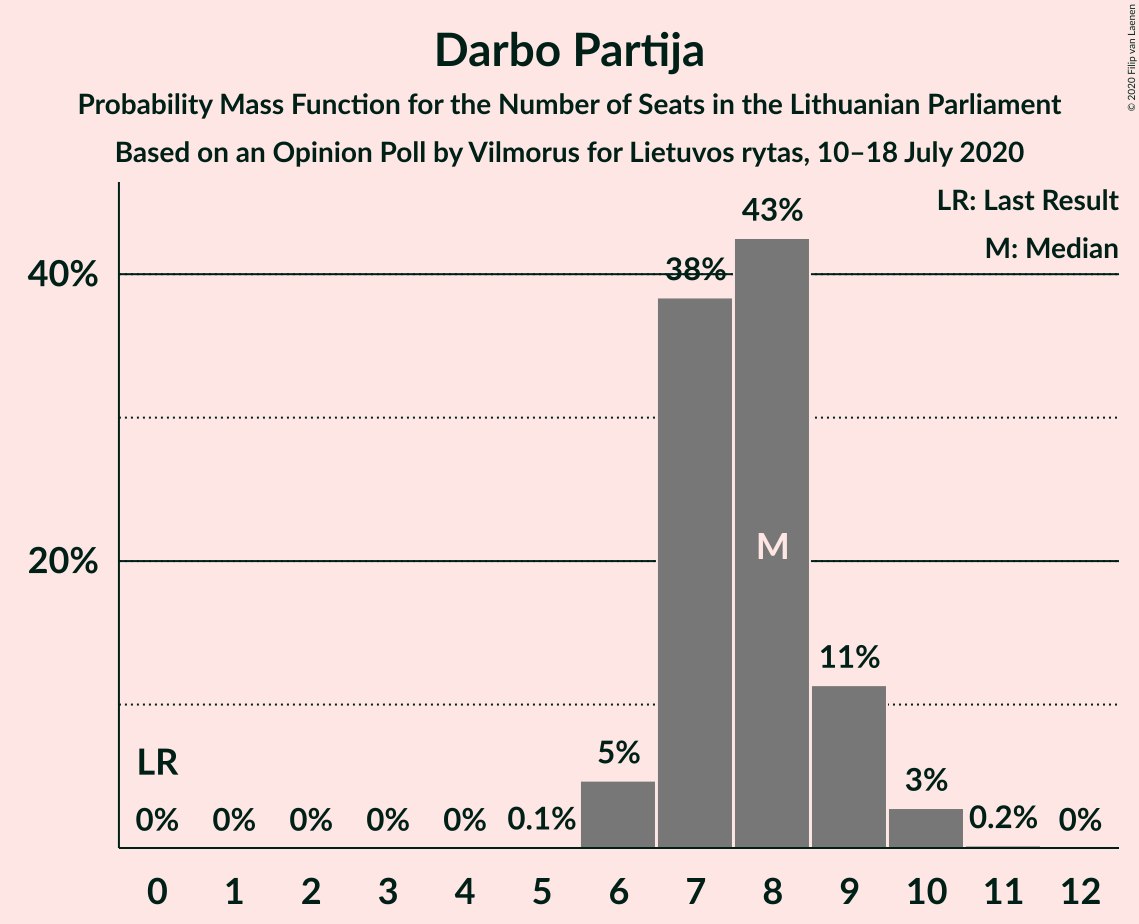 Darbo Partija
Probability Mass Function for the Number of Seats in the Lithuanian Parliament
Based on an Opinion Poll by Vilmorus for Lietuvos rytas, 10–18 July 2020
© 2020 Filip van Laenen
LR: Last Result
M: Median
43%
38%
40%
M
20%
11%
5%
3%
LR
0% 0% 0% 0% 0% 0.1% 0.2% 0%
0 1 2 3 4 5 6 7 8 9 10 11 12